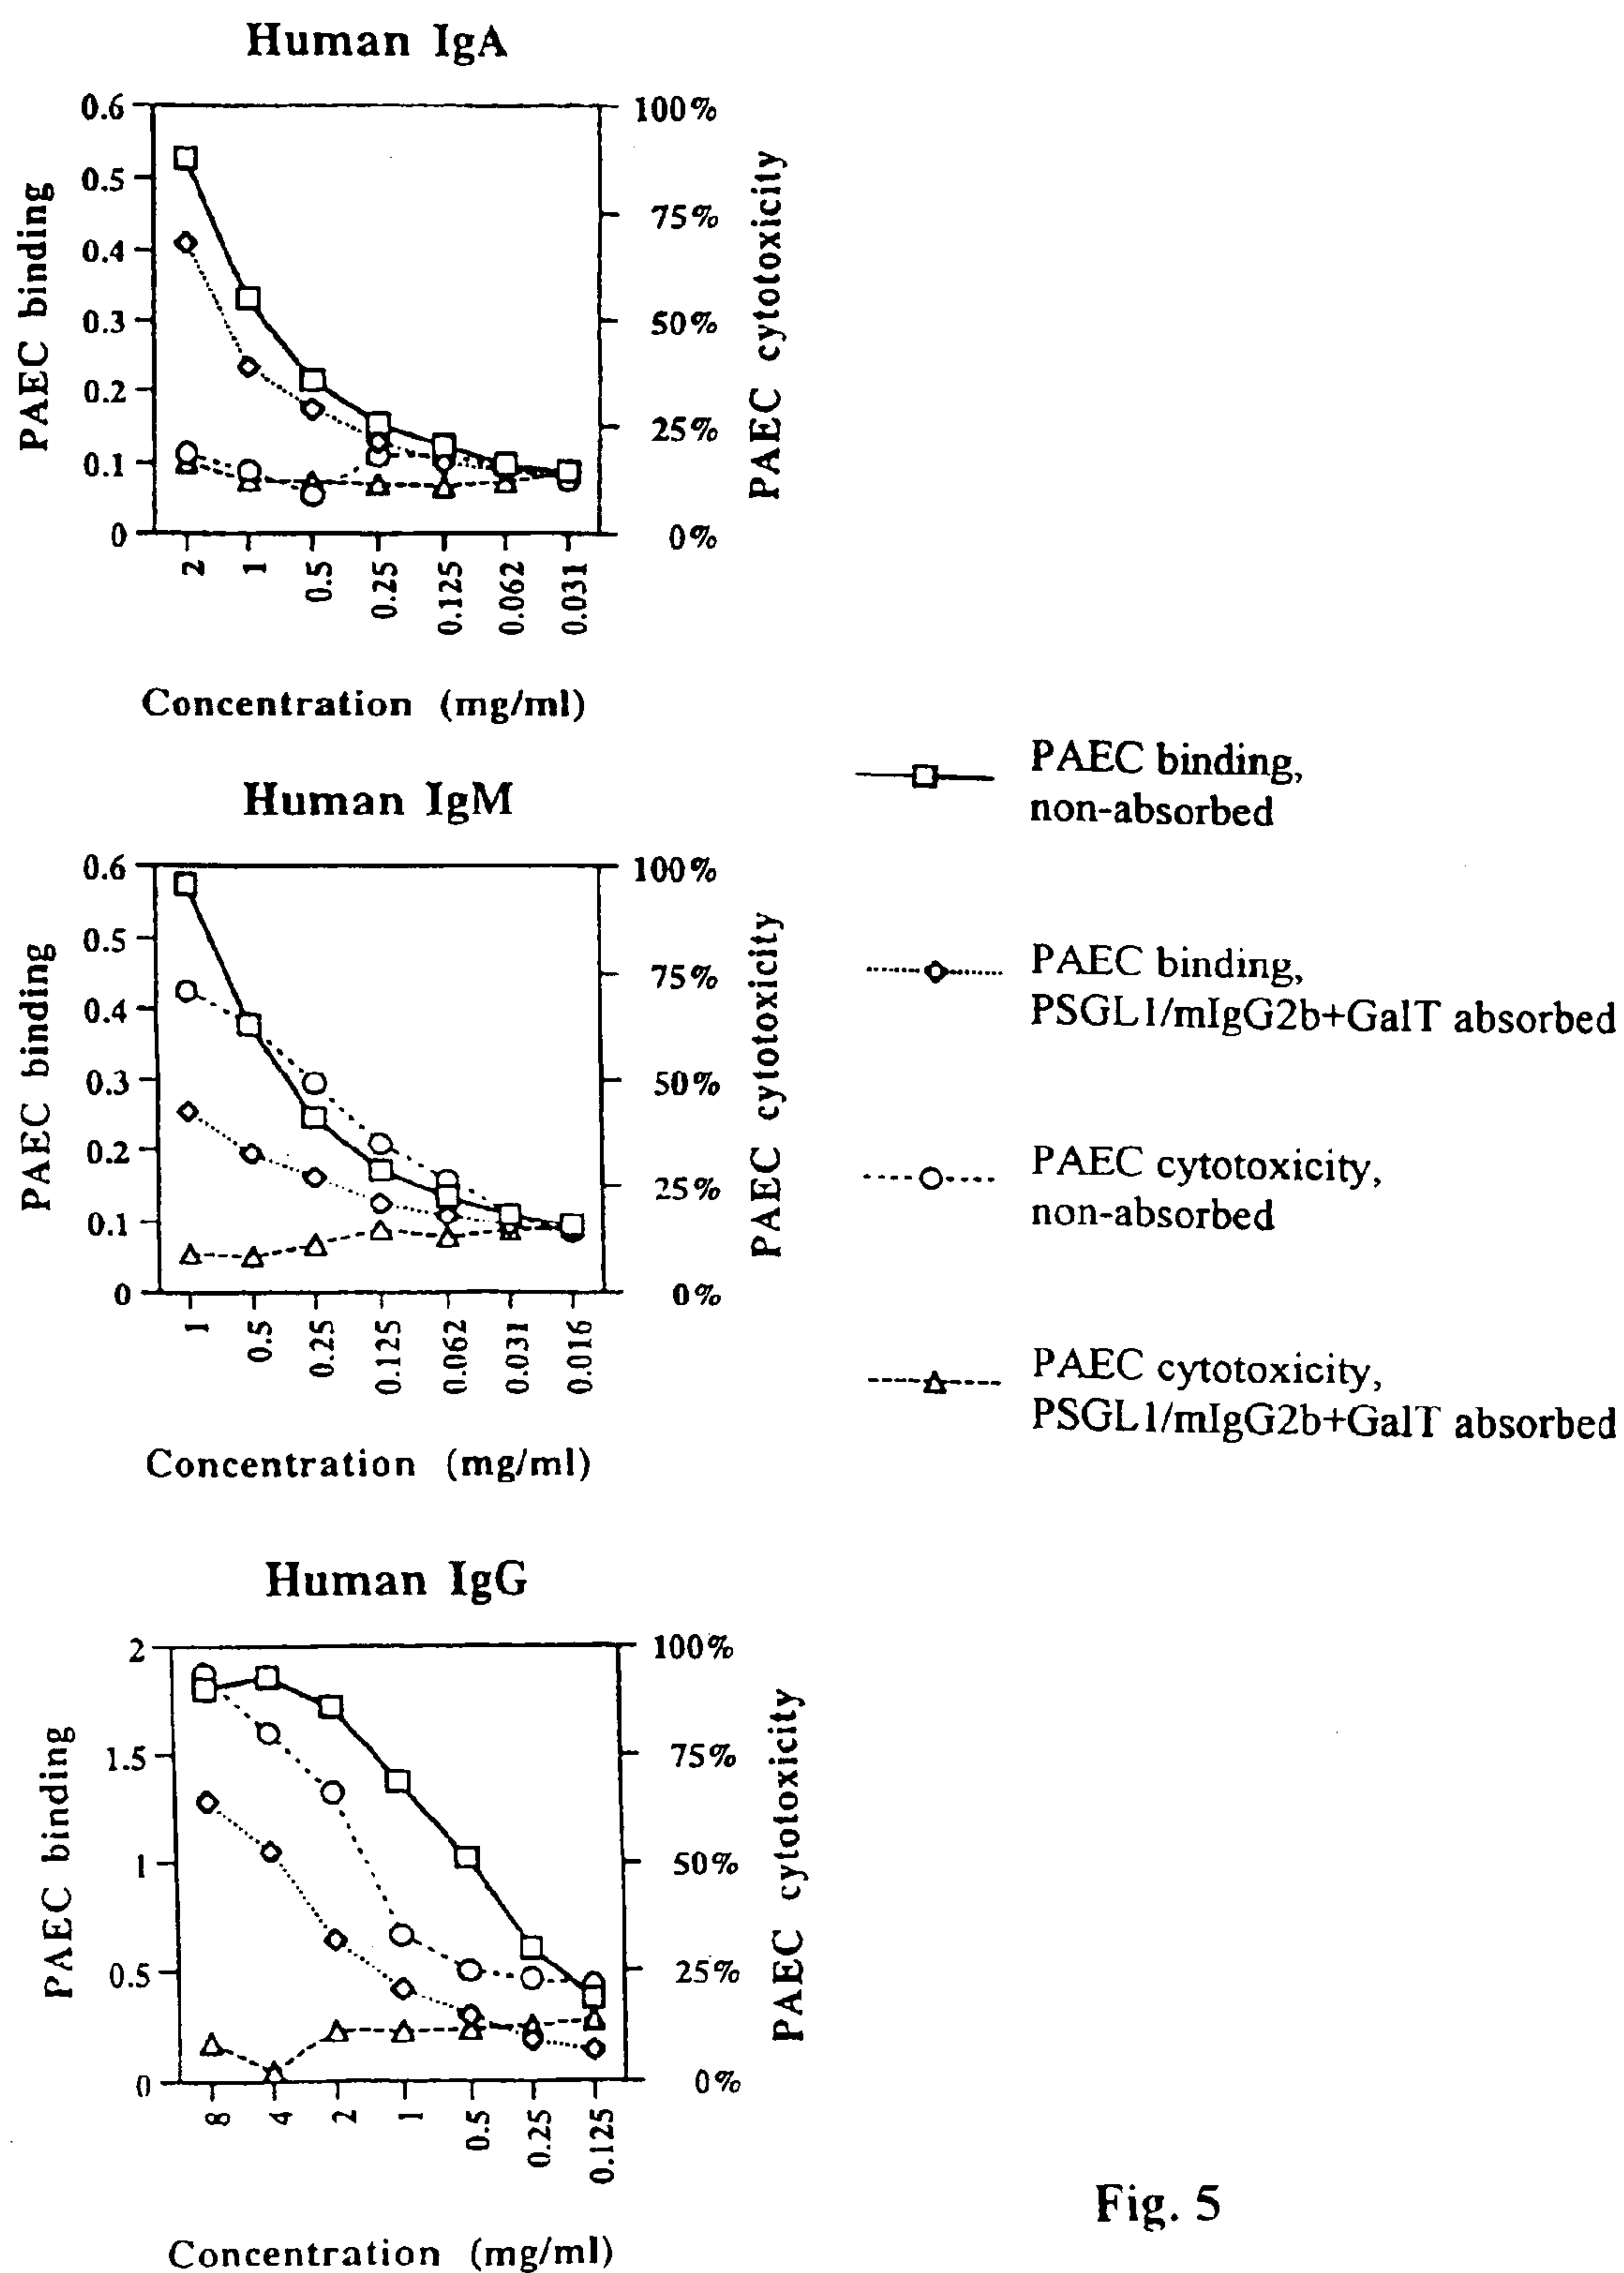 Human IgA
0.6
0.5
0.4
0.3
0.2
0.1
0
100%
75%
50%
25%
0%
PAEC binding
PAEC cytotoxicity
2
1
0.5
0.25
0.125
0.062
0.031
Concentration (mg/ml)
Human IgM
0.6
0.5
0.4
0.3
0.2
0.1
0
100%
75%
50%
25%
0%
PAEC binding
PAEC cytotoxicity
1
0.5
0.25
0.125
0.062
0.031
0.016
Concentration (mg/ml)
PAEC binding,
non-absorbed
PAEC binding,
PSGL1/mIgG2b+GalT absorbed
PAEC cytotoxicity,
non-absorbed
PAEC cytotoxicity,
PSGL1/mIgG2b+GalT absorbed
Human IgG
2
1.5
1
0.5
0
100%
75%
50%
25%
0%
PAEC binding
PAEC cytotoxicity
8
4
2
1
0.5
0.25
0.125
Concentration (mg/ml)
Fig. 5